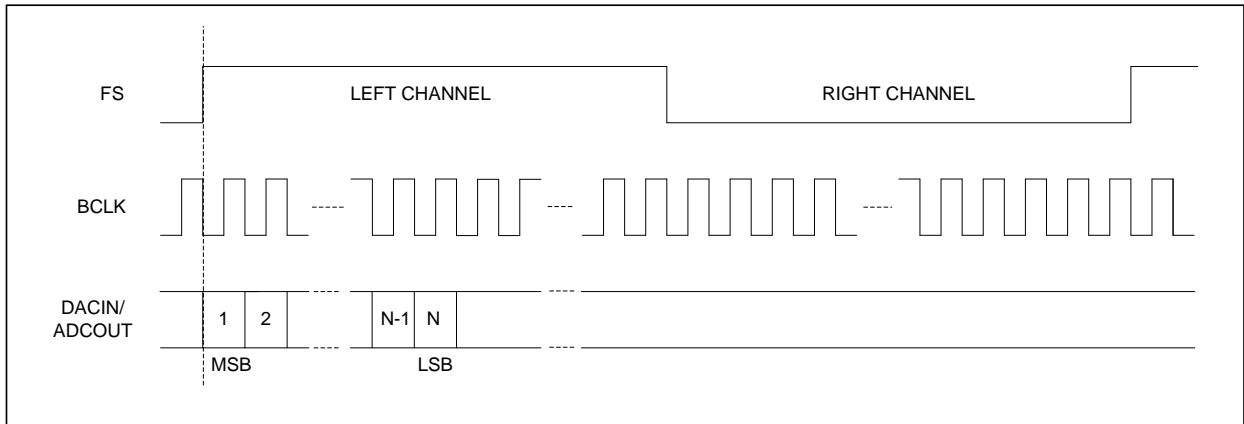 FS
LEFT CHANNEL
RIGHT CHANNEL
BCLK
DACIN/
ADCOUT
1
2
N-1
N
MSB
LSB